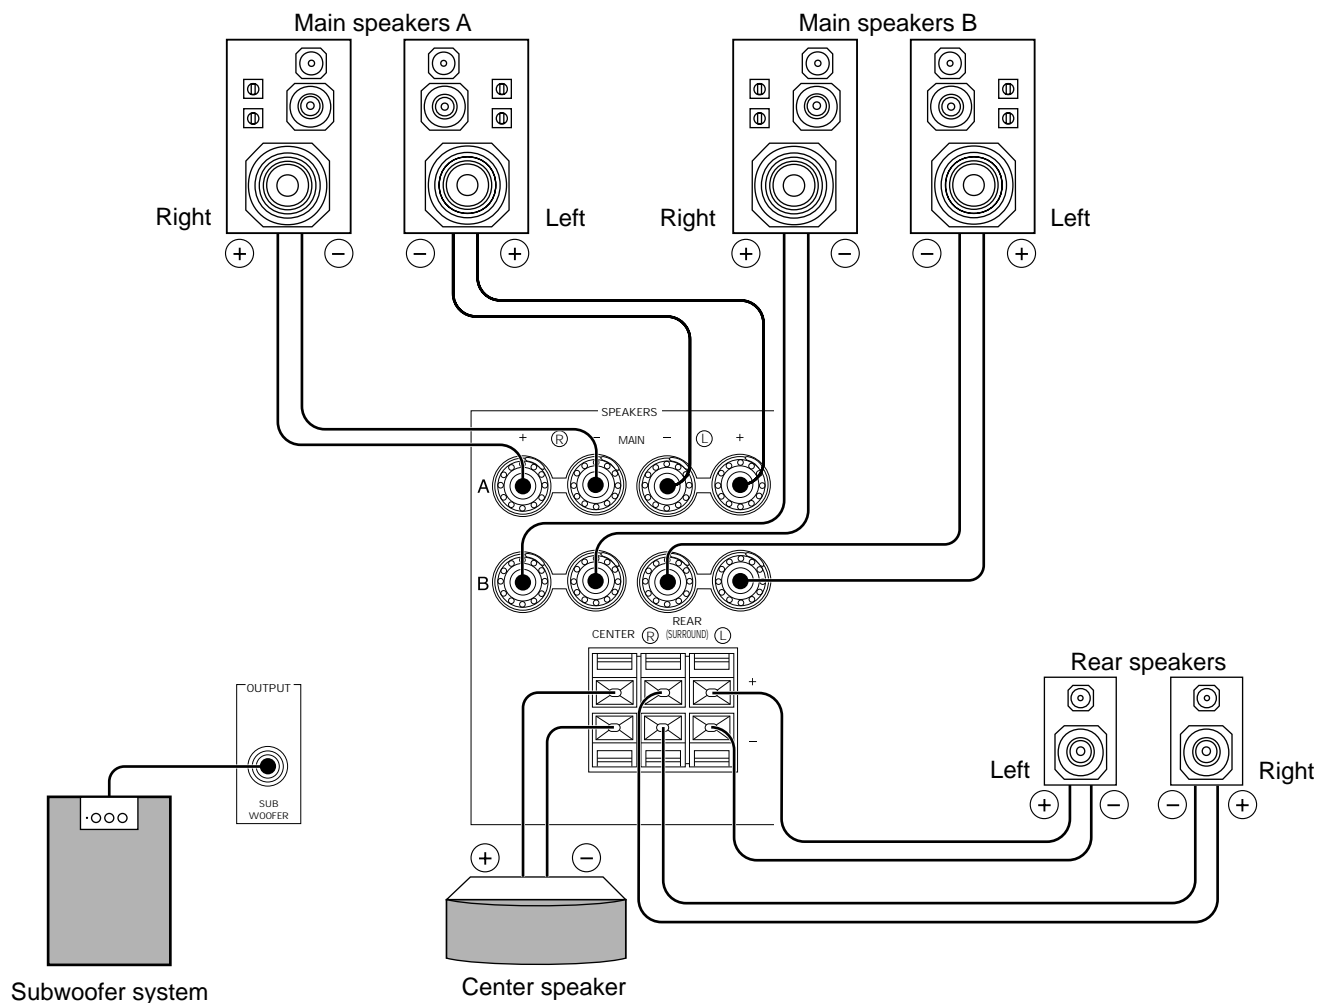 Main speakers A
Main speakers B
Right
Left
Right
Left
+ − − +
+ − − +
SPEAKERS
+ R − MAIN − L +
A
B
REAR
CENTER R (SURROUND) L
+
−
Rear speakers
Left
Right
+ − − +
OUTPUT
SUB
WOOFER
+ −
Subwoofer system
Center speaker